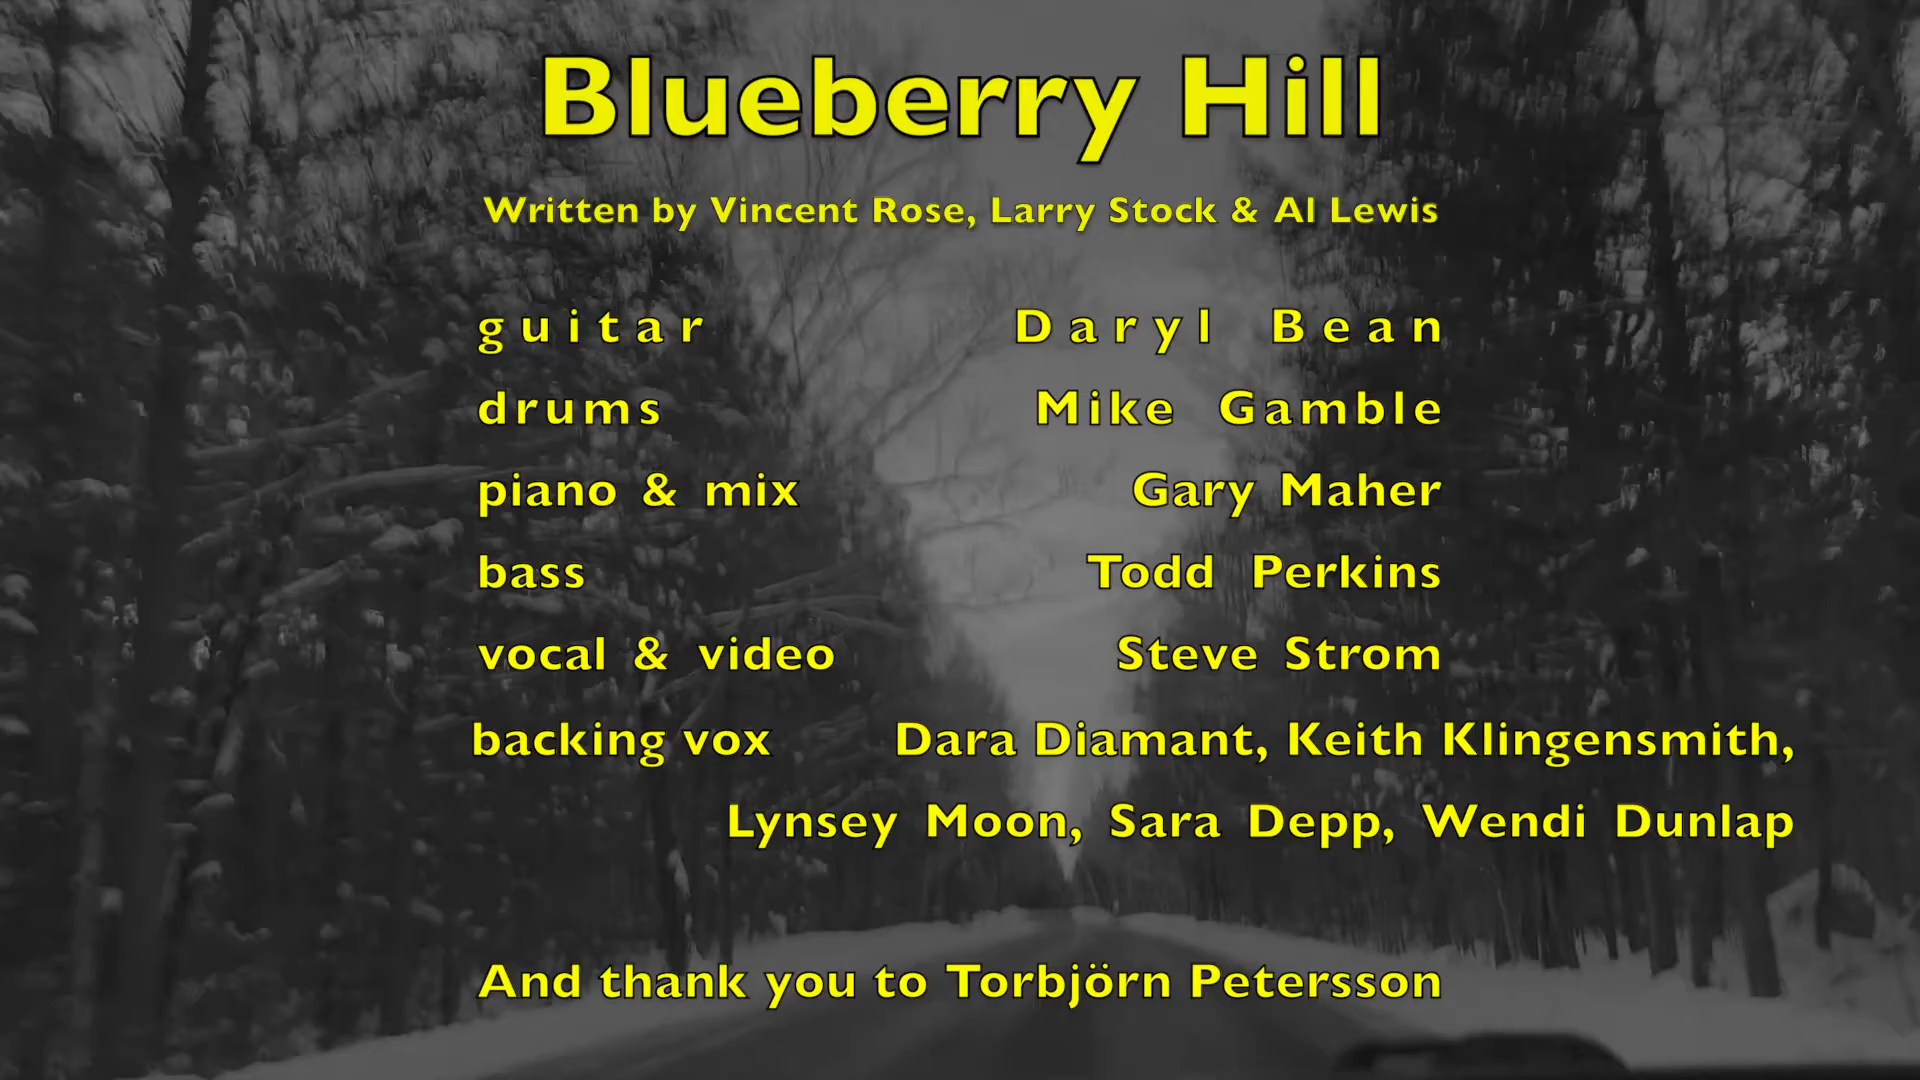 Blueberry Hill
Written by Vincent Rose, Larry Stock & Al Lewis
guitar Daryl Bean
drums Mike Gamble
piano & mix Gary Maher
bass Todd Perkins
vocal & video Steve Strom
backing vox Dara Diamant, Keith Klingensmith,
Lynsey Moon, Sara Depp, Wendi Dunlap
And thank you to Torbjörn Petersson